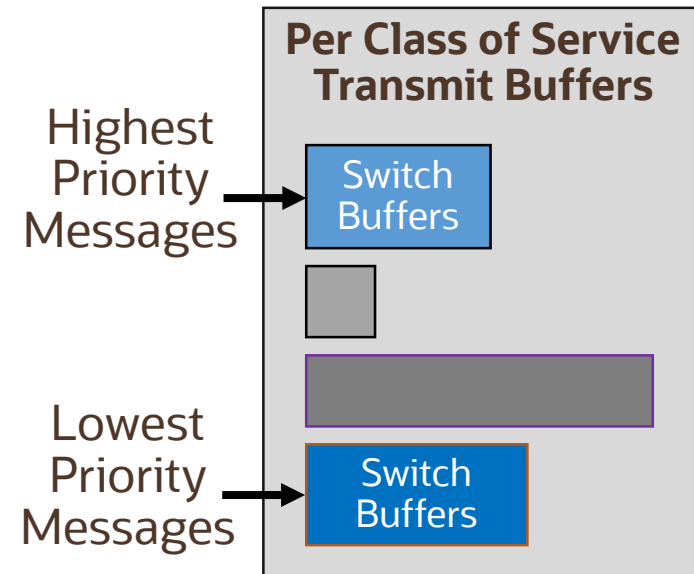 Per Class of Service
Transmit Buffers
Highest
Priority
Messages
Switch
Buffers
Lowest
Priority
Messages
Switch
Buffers